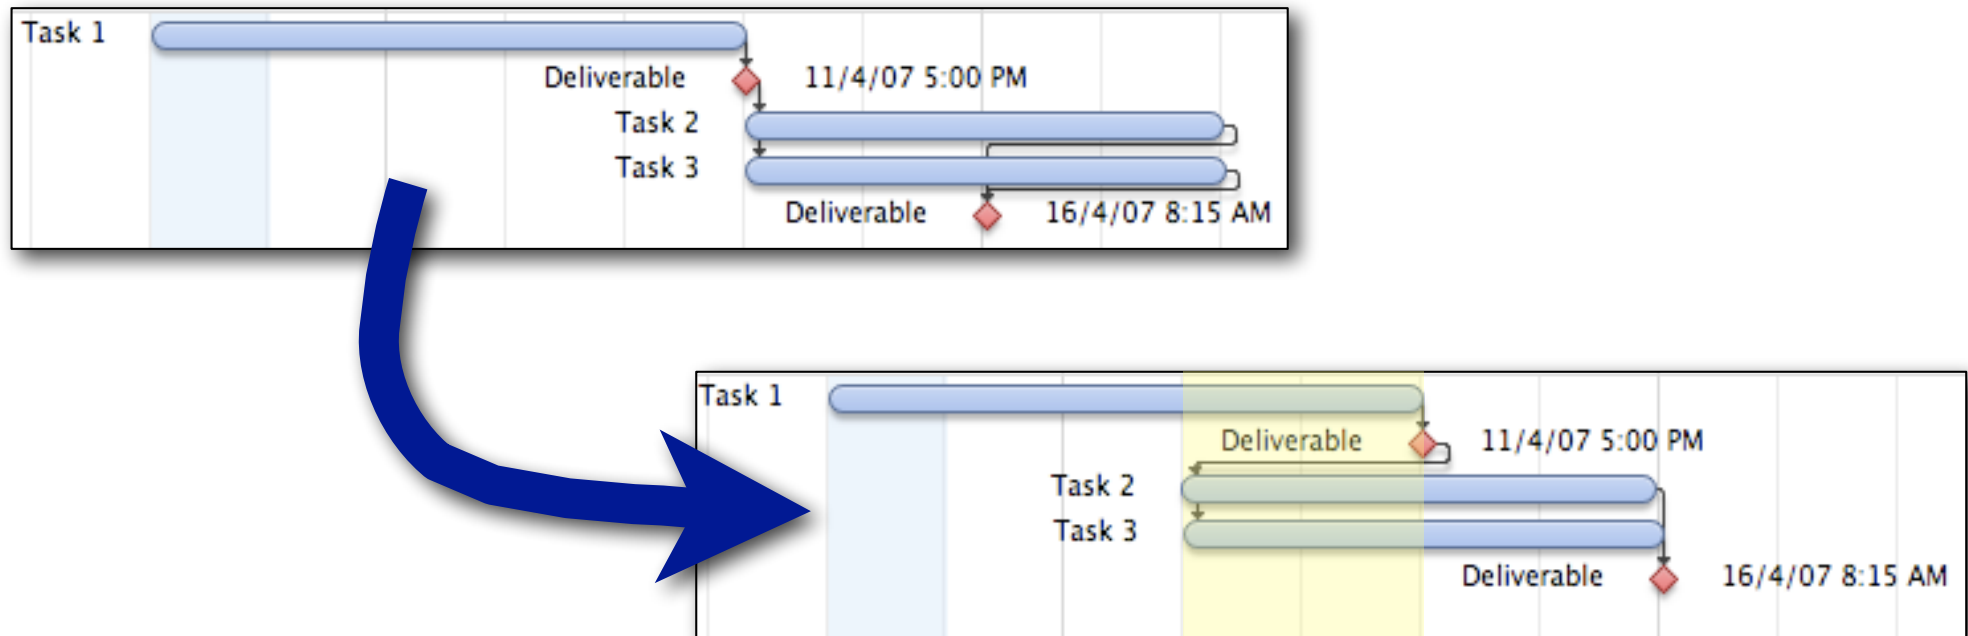 Task 1
Deliverable 11/4/07 5:00 PM
Task 2
Task 3
Deliverable 16/4/07 8:15 AM
Task 1
Deliverable 11/4/07 5:00 PM
Task 2
Task 3
Deliverable 16/4/07 8:15 AM